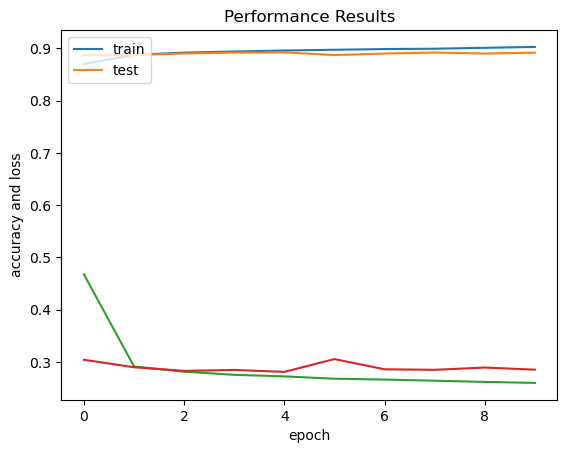 Performance Results
train
test
accuracy and loss
0.9
0.8
0.7
0.6
0.5
0.4
0.3
0 2 4 6 8
epoch